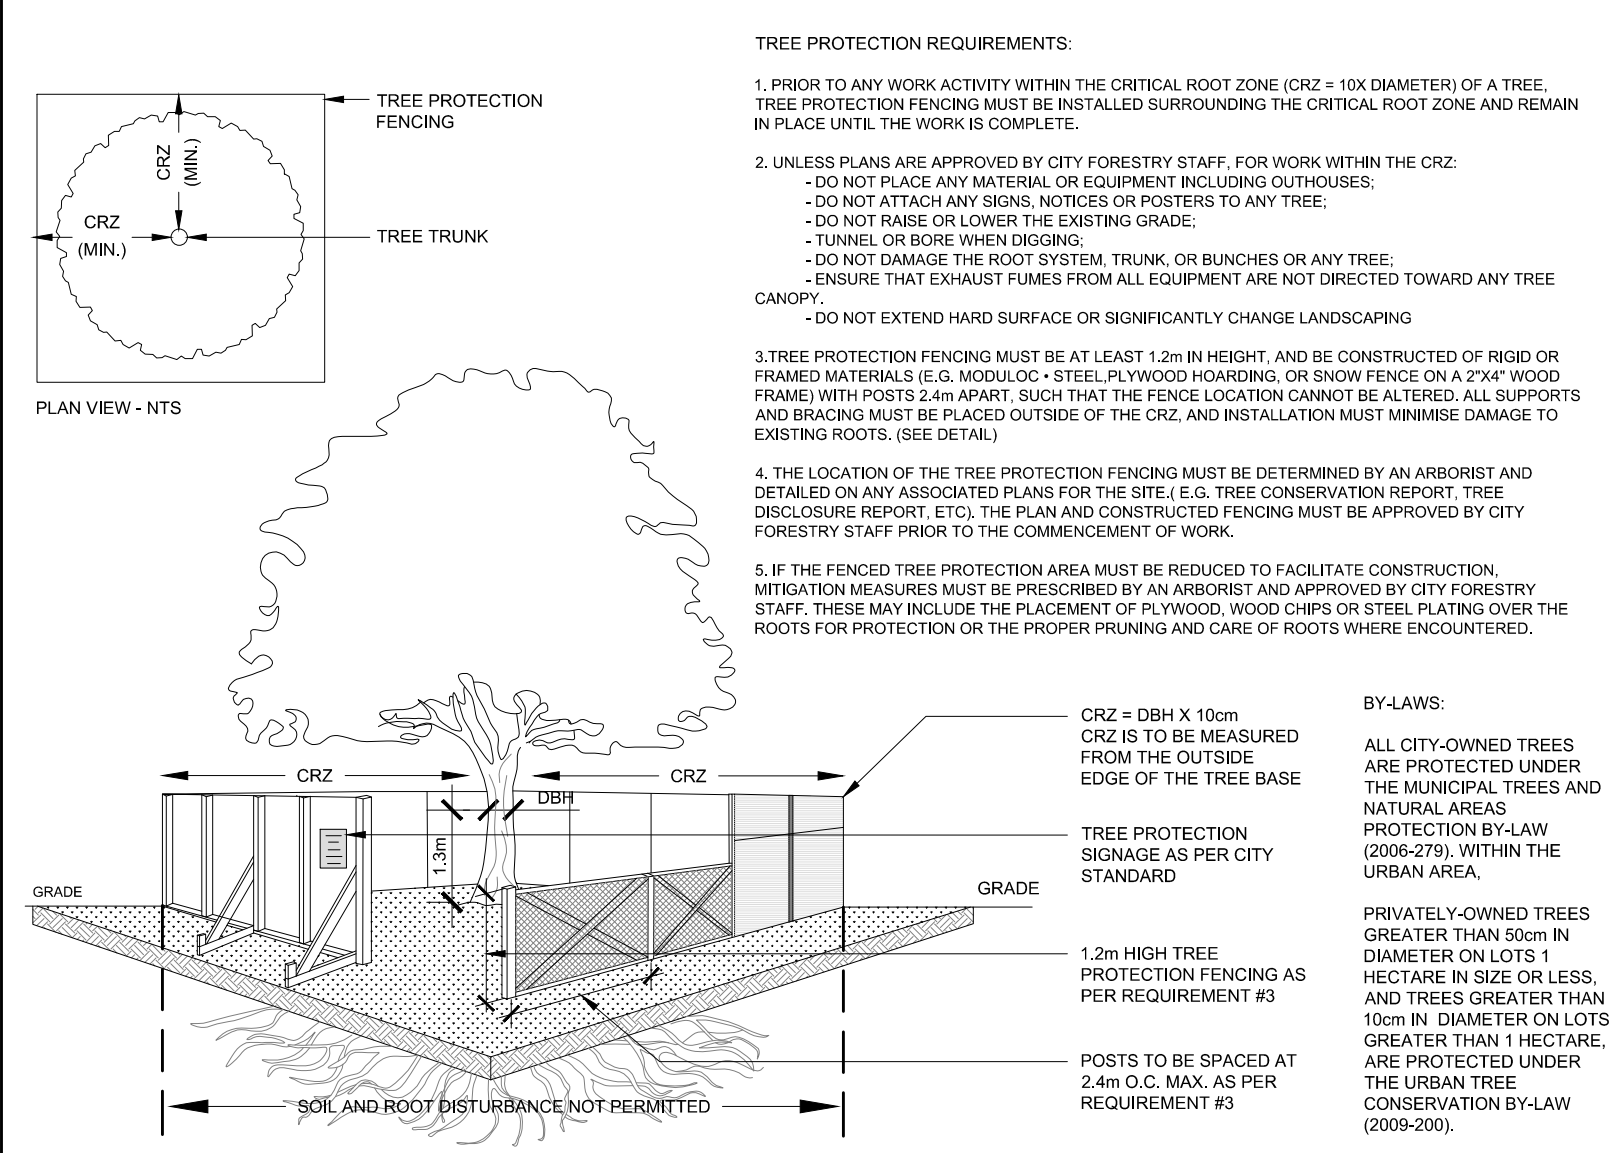 TREE PROTECTION REQUIREMENTS:
1. PRIOR TO ANY WORK ACTIVITY WITHIN THE CRITICAL ROOT ZONE (CRZ = 10X DIAMETER) OF A TREE,
TREE PROTECTION FENCING MUST BE INSTALLED SURROUNDING THE CRITICAL ROOT ZONE AND REMAIN
IN PLACE UNTIL THE WORK IS COMPLETE.
2. UNLESS PLANS ARE APPROVED BY CITY FORESTRY STAFF, FOR WORK WITHIN THE CRZ:
- DO NOT PLACE ANY MATERIAL OR EQUIPMENT INCLUDING OUTHOUSES;
- DO NOT ATTACH ANY SIGNS, NOTICES OR POSTERS TO ANY TREE;
- DO NOT RAISE OR LOWER THE EXISTING GRADE;
- TUNNEL OR BORE WHEN DIGGING;
- DO NOT DAMAGE THE ROOT SYSTEM, TRUNK, OR BUNCHES OR ANY TREE;
- ENSURE THAT EXHAUST FUMES FROM ALL EQUIPMENT ARE NOT DIRECTED TOWARD ANY TREE
CANOPY.
- DO NOT EXTEND HARD SURFACE OR SIGNIFICANTLY CHANGE LANDSCAPING
3.TREE PROTECTION FENCING MUST BE AT LEAST 1.2m IN HEIGHT, AND BE CONSTRUCTED OF RIGID OR
FRAMED MATERIALS (E.G. MODULOC • STEEL,PLYWOOD HOARDING, OR SNOW FENCE ON A 2"X4" WOOD
FRAME) WITH POSTS 2.4m APART, SUCH THAT THE FENCE LOCATION CANNOT BE ALTERED. ALL SUPPORTS
AND BRACING MUST BE PLACED OUTSIDE OF THE CRZ, AND INSTALLATION MUST MINIMISE DAMAGE TO
EXISTING ROOTS. (SEE DETAIL)
4. THE LOCATION OF THE TREE PROTECTION FENCING MUST BE DETERMINED BY AN ARBORIST AND
DETAILED ON ANY ASSOCIATED PLANS FOR THE SITE.( E.G. TREE CONSERVATION REPORT, TREE
DISCLOSURE REPORT, ETC). THE PLAN AND CONSTRUCTED FENCING MUST BE APPROVED BY CITY
FORESTRY STAFF PRIOR TO THE COMMENCEMENT OF WORK.
5. IF THE FENCED TREE PROTECTION AREA MUST BE REDUCED TO FACILITATE CONSTRUCTION,
MITIGATION MEASURES MUST BE PRESCRIBED BY AN ARBORIST AND APPROVED BY CITY FORESTRY
STAFF. THESE MAY INCLUDE THE PLACEMENT OF PLYWOOD, WOOD CHIPS OR STEEL PLATING OVER THE
ROOTS FOR PROTECTION OR THE PROPER PRUNING AND CARE OF ROOTS WHERE ENCOUNTERED.
TREE PROTECTION
FENCING
CRZ
(MIN.)
CRZ
(MIN.)
TREE TRUNK
PLAN VIEW - NTS
CRZ
CRZ
DBH
1.3m
GRADE
GRADE
SOIL AND ROOT DISTURBANCE NOT PERMITTED
CRZ = DBH X 10cm
CRZ IS TO BE MEASURED
FROM THE OUTSIDE
EDGE OF THE TREE BASE
TREE PROTECTION
SIGNAGE AS PER CITY
STANDARD
1.2m HIGH TREE
PROTECTION FENCING AS
PER REQUIREMENT #3
POSTS TO BE SPACED AT
2.4m O.C. MAX. AS PER
REQUIREMENT #3
BY-LAWS:
ALL CITY-OWNED TREES
ARE PROTECTED UNDER
THE MUNICIPAL TREES AND
NATURAL AREAS
PROTECTION BY-LAW
(2006-279). WITHIN THE
URBAN AREA,
PRIVATELY-OWNED TREES
GREATER THAN 50cm IN
DIAMETER ON LOTS 1
HECTARE IN SIZE OR LESS,
AND TREES GREATER THAN
10cm IN DIAMETER ON LOTS
GREATER THAN 1 HECTARE,
ARE PROTECTED UNDER
THE URBAN TREE
CONSERVATION BY-LAW
(2009-200).